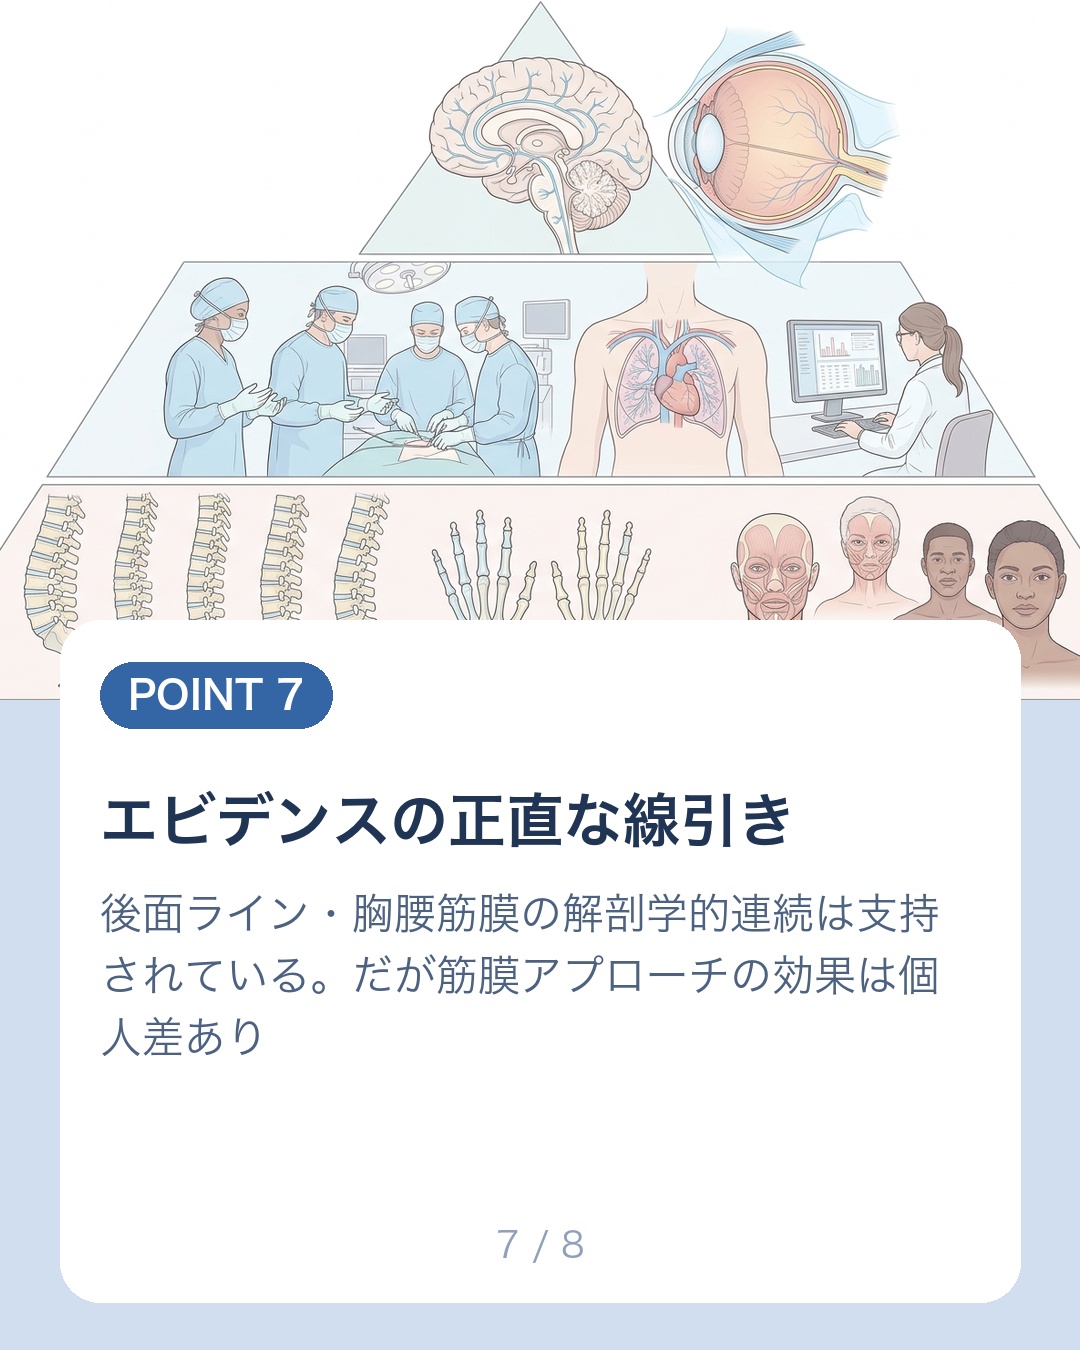 POINT 7
エビデンスの正直な線引き
後面ライン・胸腰筋膜の解剖学的連続は支持
されている。だが筋膜アプローチの効果は個
人差あり
7 / 8